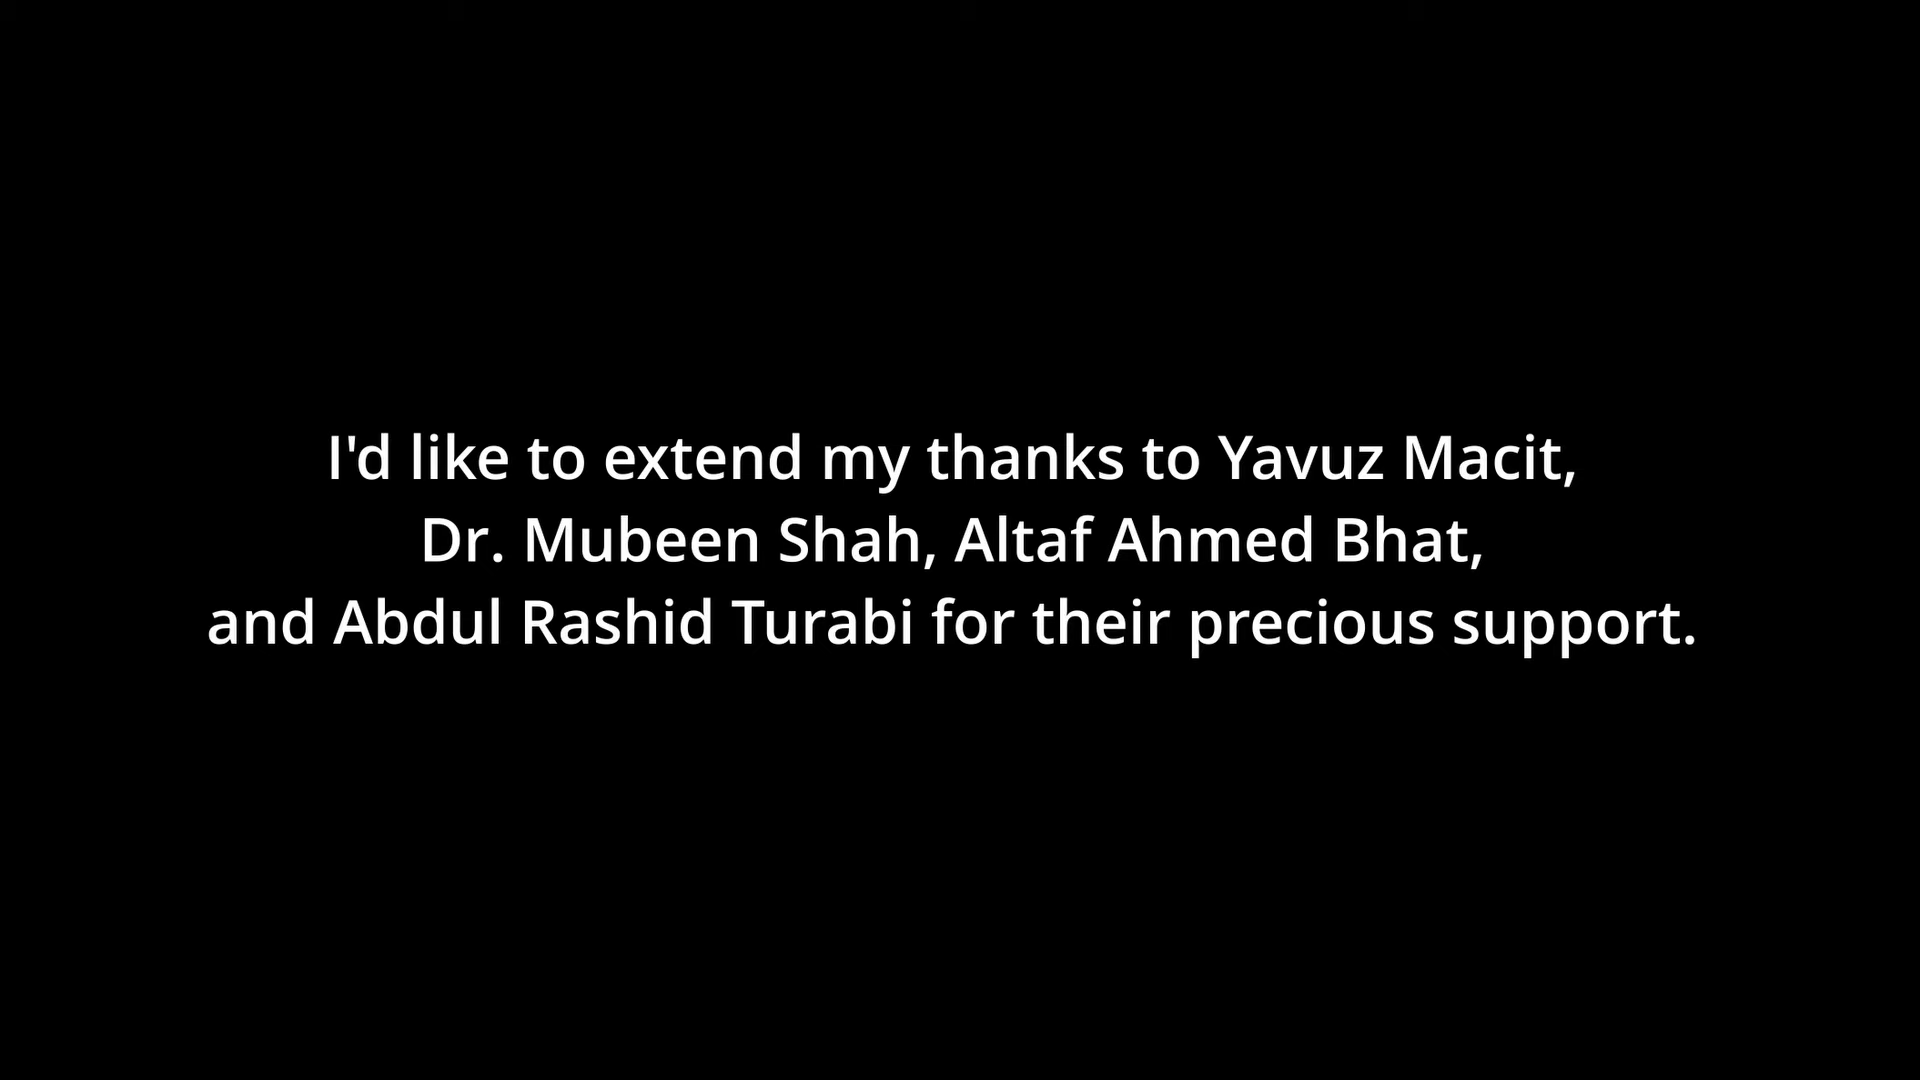 I'd like to extend my thanks to Yavuz Macit,
Dr. Mubeen Shah, Altaf Ahmed Bhat,
and Abdul Rashid Turabi for their precious support.